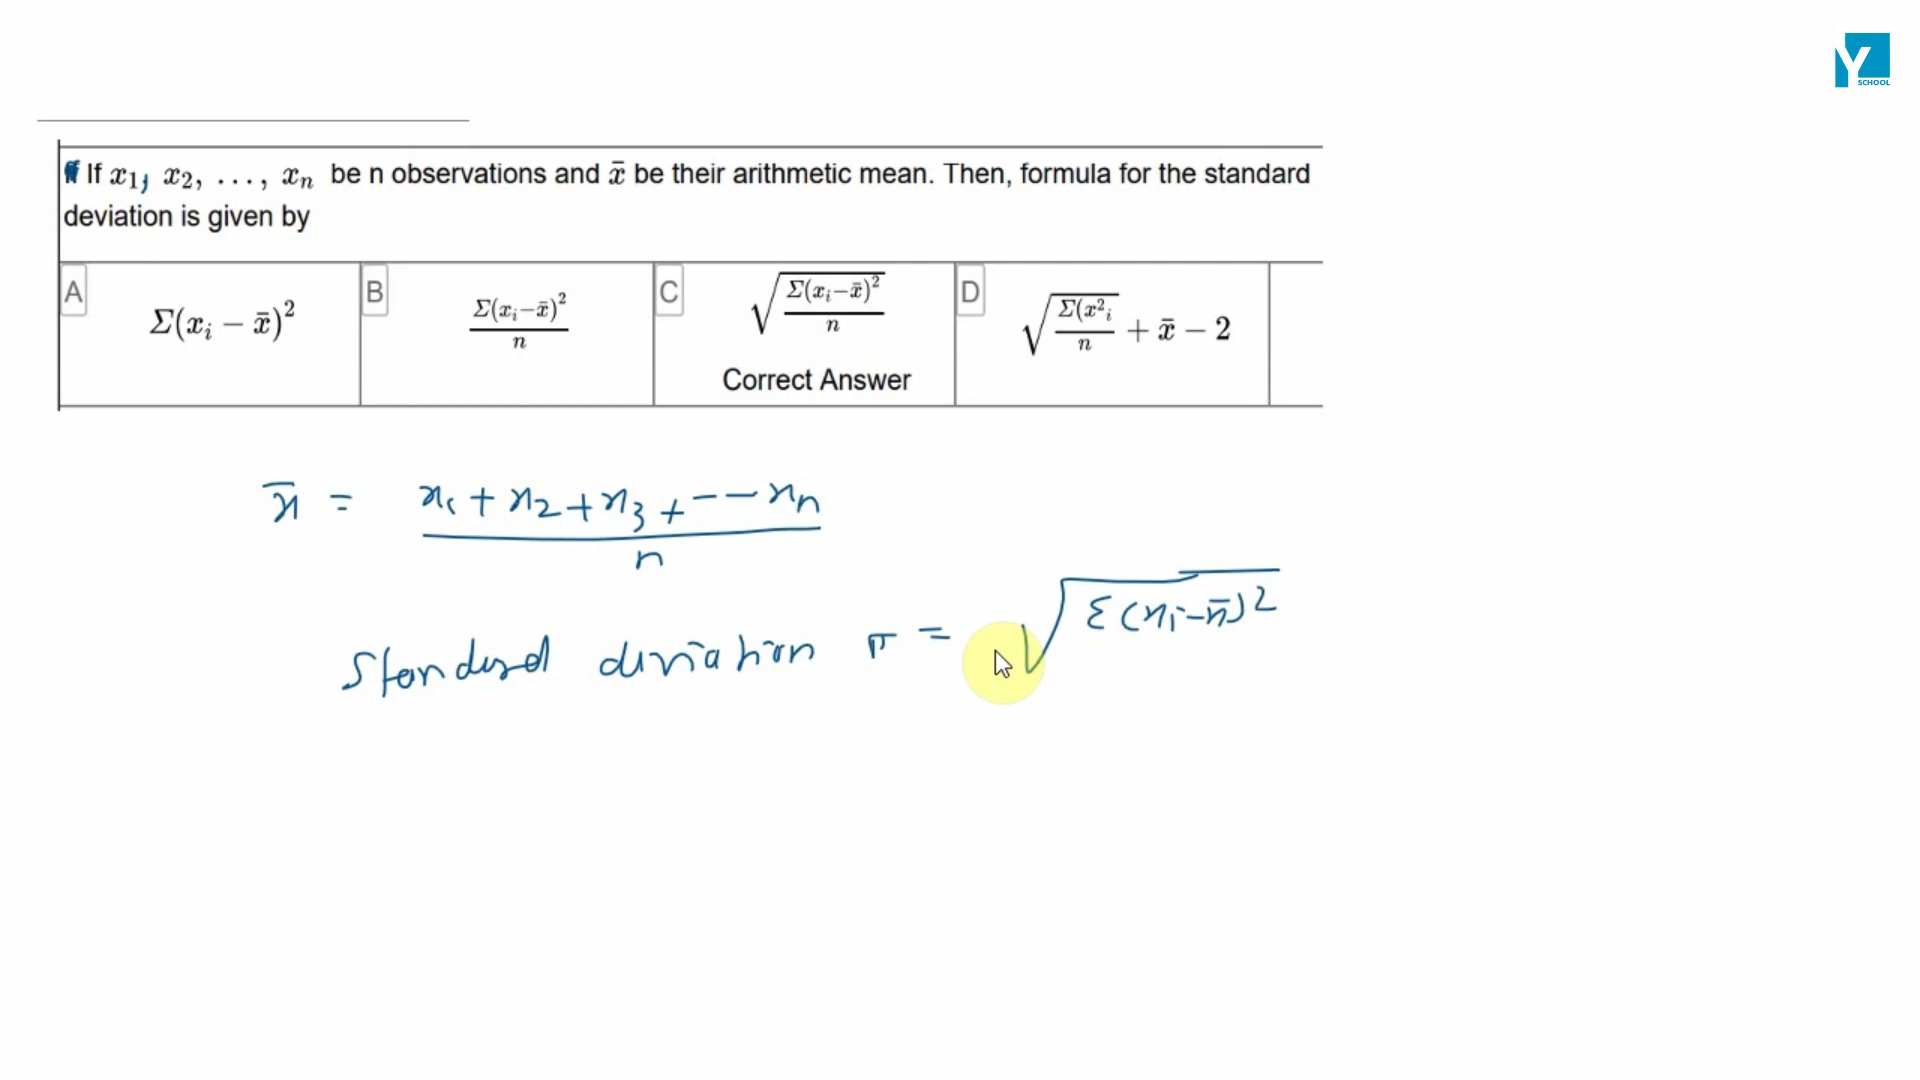 Y SCHOOL
If x₁, x₂, ..., xₙ be n observations and x̄ be their arithmetic mean. Then, formula for the standard
deviation is given by
A Σ(xᵢ − x̄)²
B Σ(xᵢ−x̄)²/n
C √(Σ(xᵢ−x̄)²/n)
Correct Answer
D √(Σ(x²ᵢ/n) + x̄ − 2
x̄ = (x₁ + x₂ + x₃ + -- xₙ)/n
Standard deviation σ = √Σ(xᵢ-x̄)2